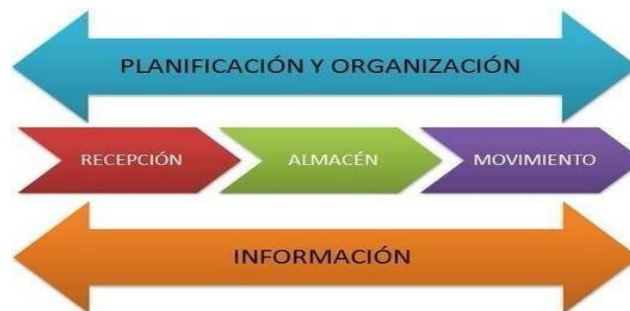 PLANIFICACIÓN Y ORGANIZACIÓN
RECEPCIÓN
ALMACÉN
MOVIMIENTO
INFORMACIÓN